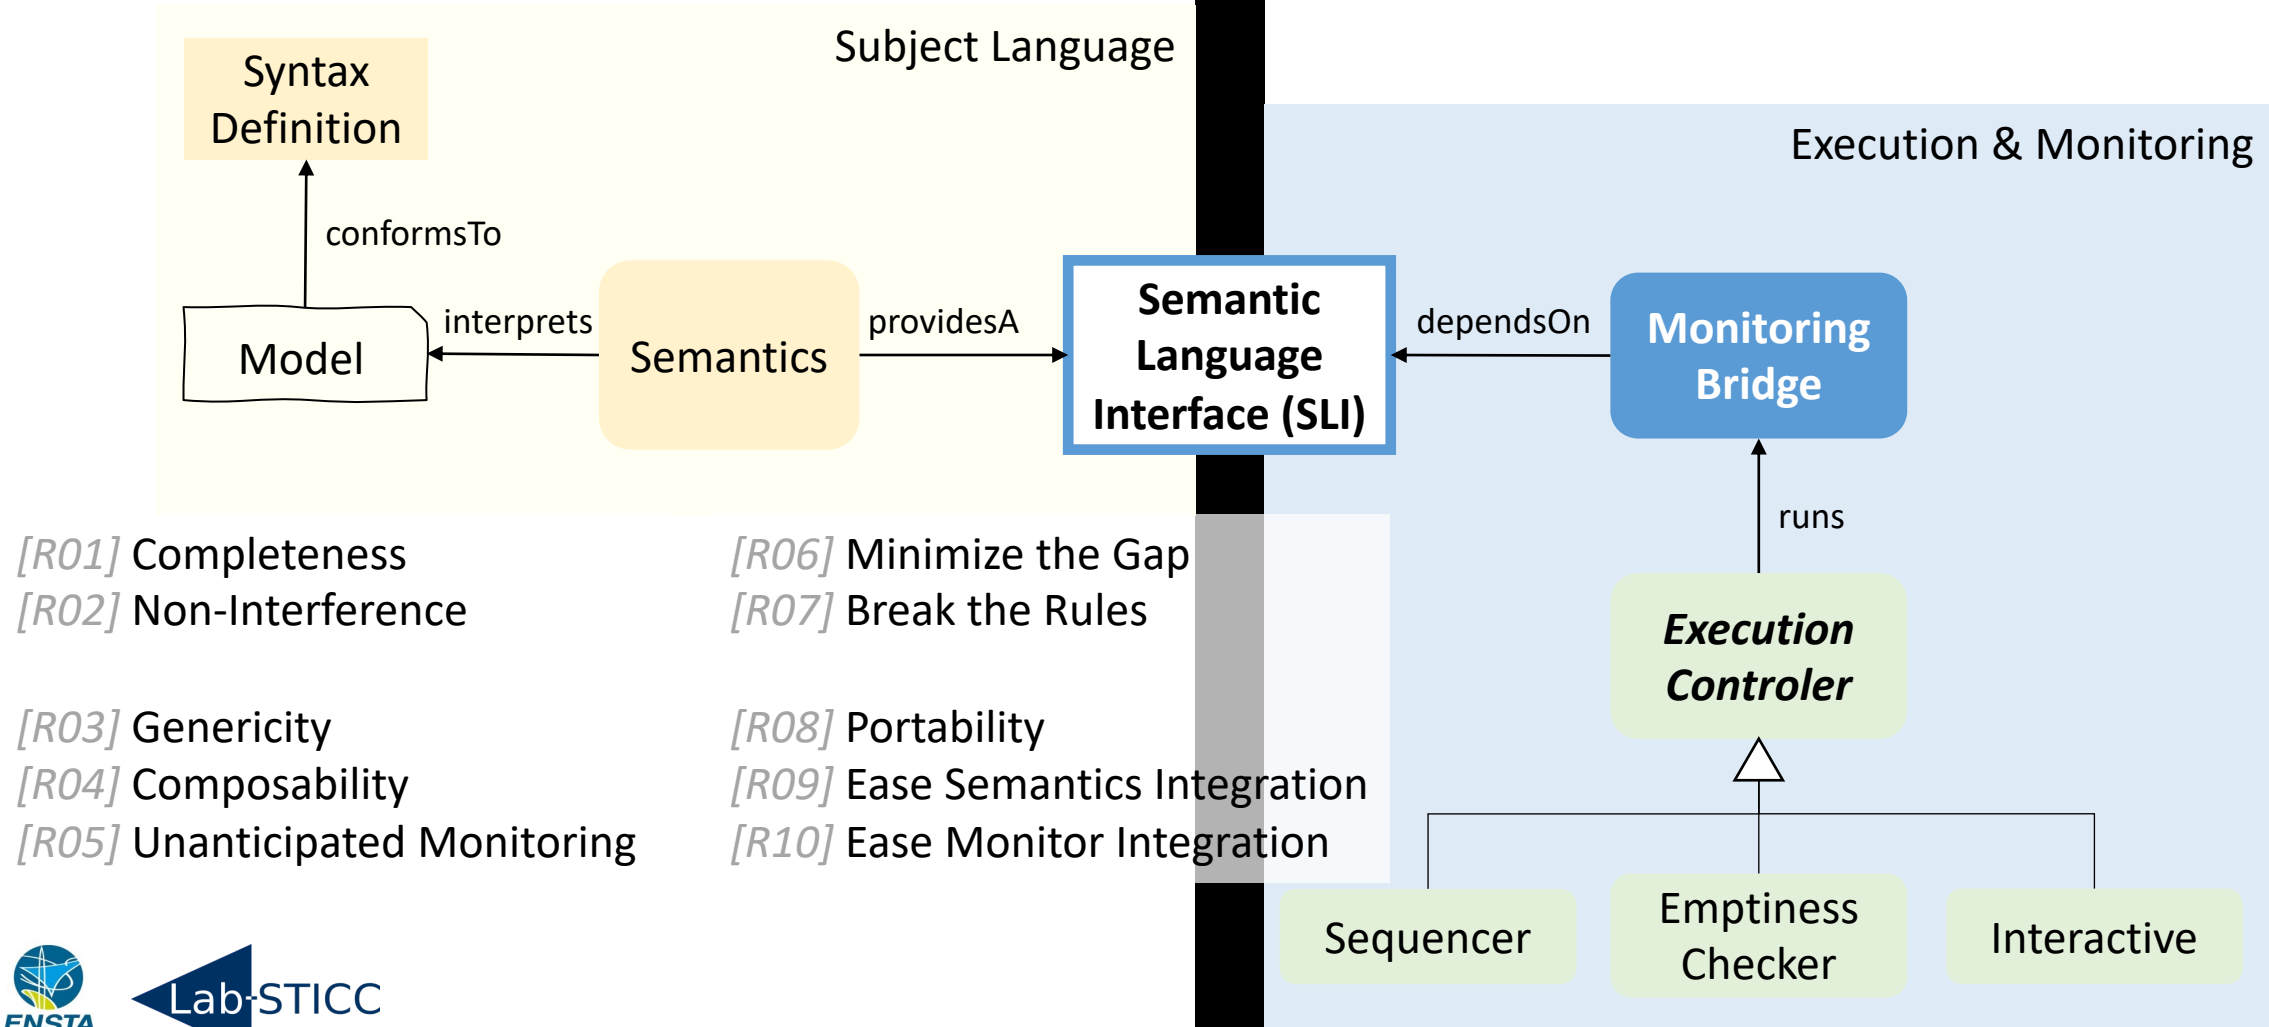 Subject Language
Syntax
Definition
Execution & Monitoring
conformsTo
Model
interprets
Semantics
providesA
Semantic
Language
Interface (SLI)
dependsOn
Monitoring
Bridge
runs
[R01] Completeness
[R02] Non-Interference
[R03] Genericity
[R04] Composability
[R05] Unanticipated Monitoring
[R06] Minimize the Gap
[R07] Break the Rules
[R08] Portability
[R09] Ease Semantics Integration
[R10] Ease Monitor Integration
Execution
Controler
Sequencer
Emptiness
Checker
Interactive
ENSTA
Lab-STICC